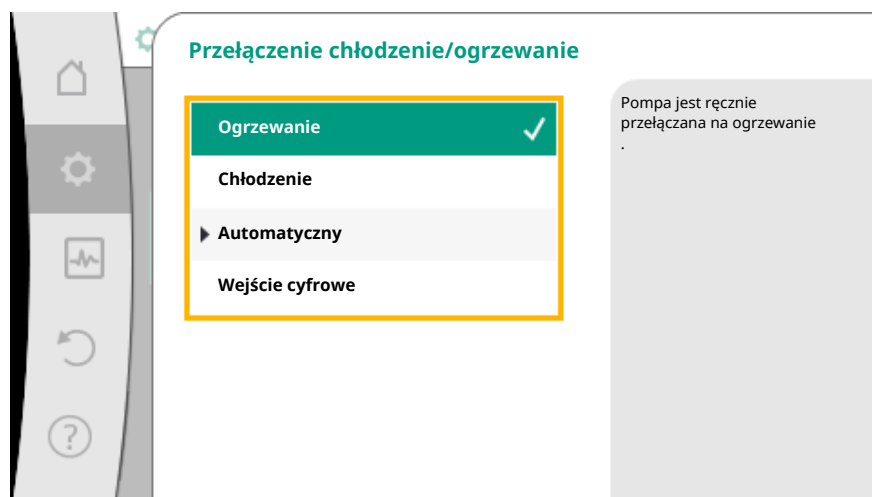 Przełączenie chłodzenie/ogrzewanie
Ogrzewanie
Chłodzenie
Automatyczny
Wejście cyfrowe
Pompa jest ręcznie
przełączana na ogrzewanie
.
?